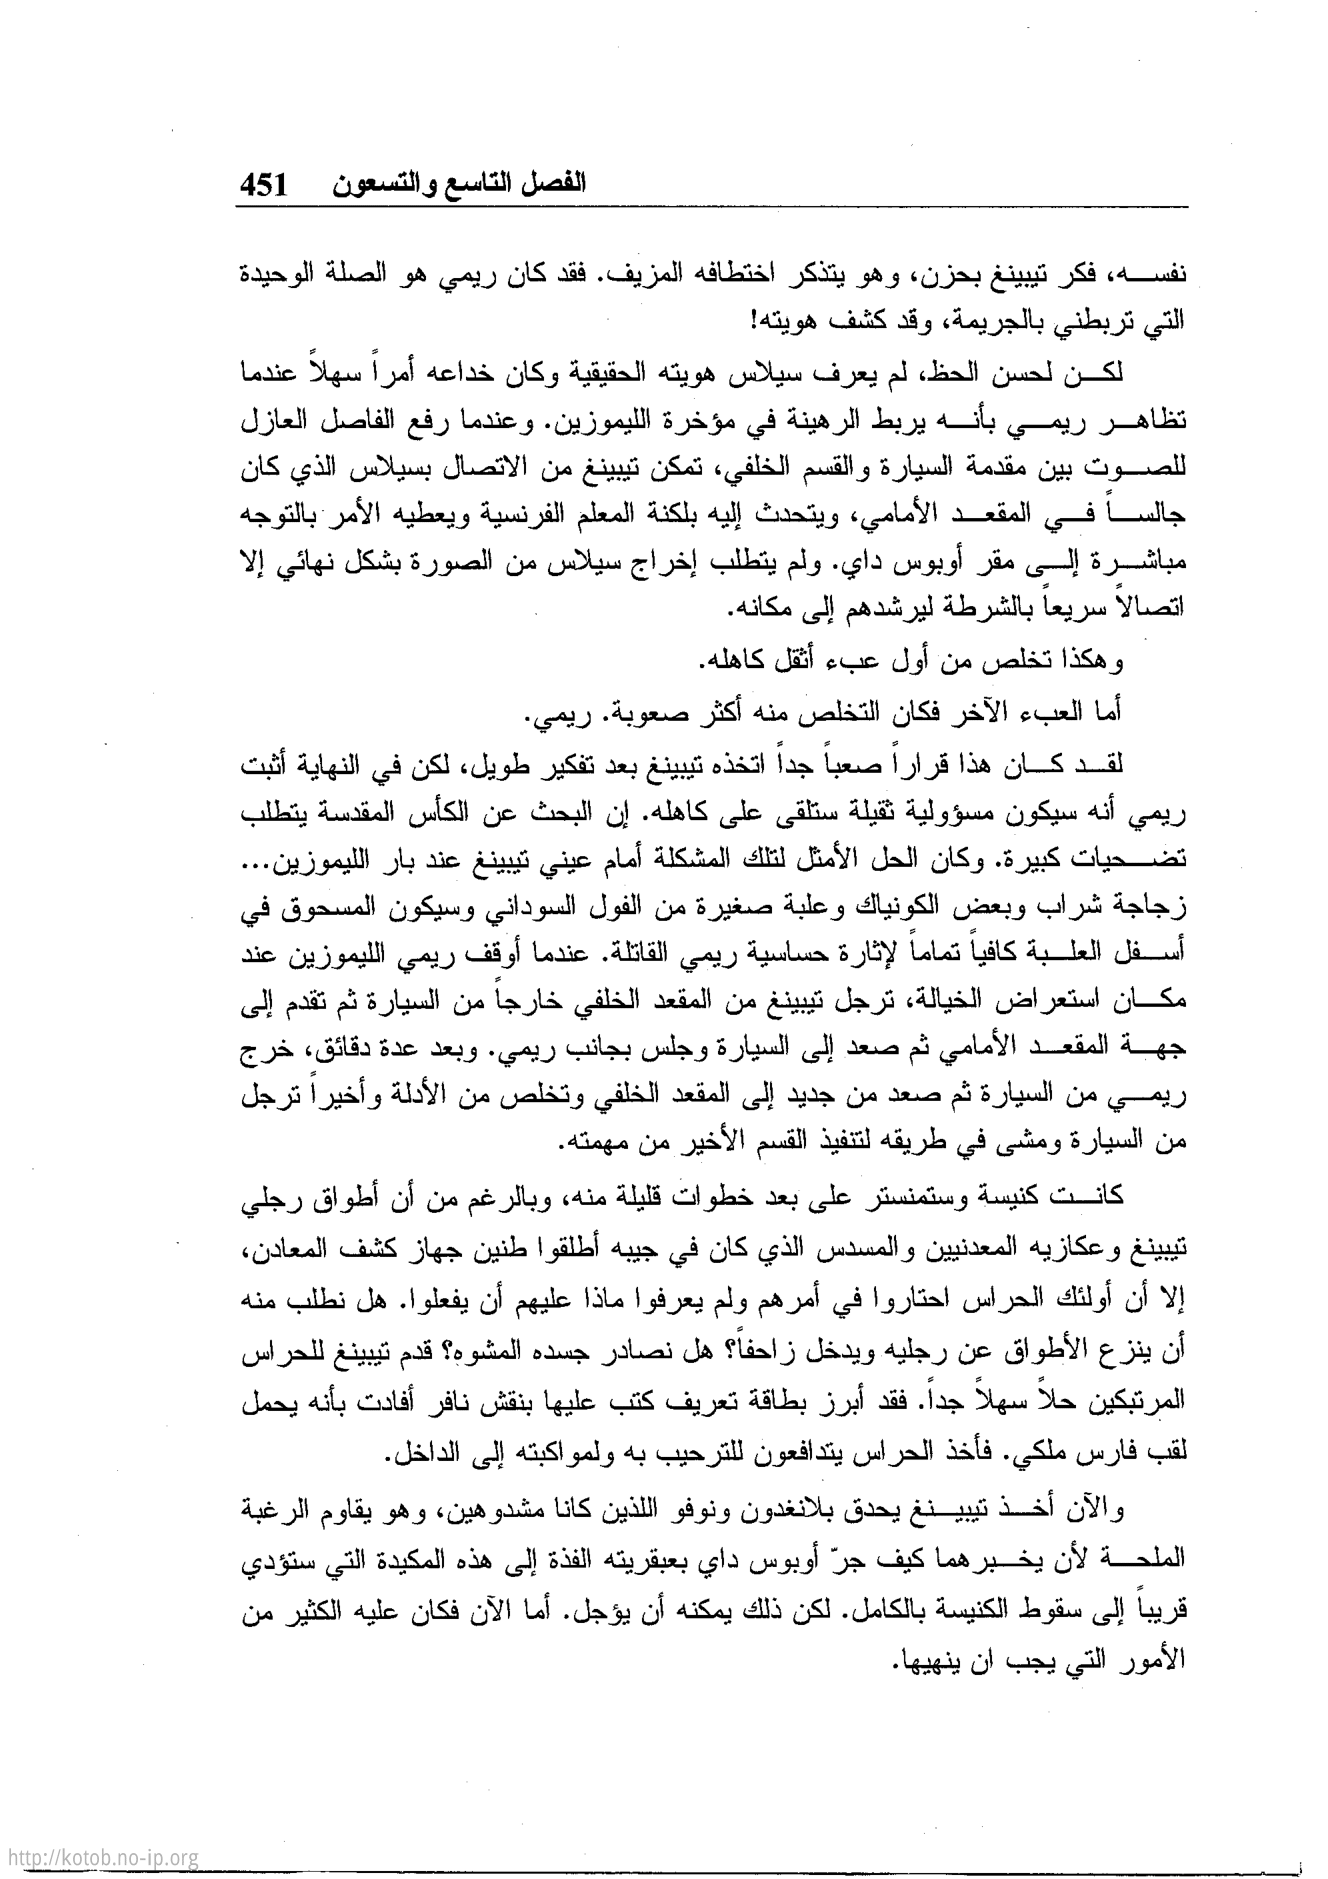 الفصل التاسع والتسعون 451
نفسه، فكر تيبينغ بحزن، وهو يتذكر اختطافه المزيف. فقد كان ريمي هو الصلة الوحيدة
التي تربطني بالجريمة، وقد كشف هويته!
لكن لحسن الحظ، لم يعرف سيلاس هويته الحقيقية وكان خداعه أمراً سهلاً عندما
تظاهر ريمي بأنه يربط الرهينة في مؤخرة الليموزين. وعندما رفع الفاصل العازل
للصوت بين مقدمة السيارة والقسم الخلفي، تمكن تيبينغ من الاتصال بسيلاس الذي كان
جالساً في المقعد الأمامي، ويتحدث إليه بلكنة المعلم الفرنسية ويعطيه الأمر بالتوجه
مباشرة إلى مقر أوبوس داي. ولم يتطلب إخراج سيلاس من الصورة بشكل نهائي إلا
اتصالاً سريعاً بالشرطة ليرشدهم إلى مكانه.
وهكذا تخلص من أول عبء أثقل كاهله.
أما العبء الآخر فكان التخلص منه أكثر صعوبة. ريمي.
لقد كان هذا قراراً صعباً جداً اتخذه تيبينغ بعد تفكير طويل، لكن في النهاية أثبت
ريمي أنه سيكون مسؤولية ثقيلة ستلقى على كاهله. إن البحث عن الكأس المقدسة يتطلب
تضحيات كبيرة. وكان الحل الأمثل لتلك المشكلة أمام عيني تيبينغ عند بار الليموزين...
زجاجة شراب وبعض الكونياك وعلبة صغيرة من الفول السوداني وسيكون المسحوق في
أسفل العلبة كافياً تماماً لإثارة حساسية ريمي القاتلة. عندما أوقف ريمي الليموزين عند
مكان استعراض الخيالة، ترجل تيبينغ من المقعد الخلفي خارجاً من السيارة ثم تقدم إلى
جهة المقعد الأمامي ثم صعد إلى السيارة وجلس بجانب ريمي. وبعد عدة دقائق، خرج
ريمي من السيارة ثم صعد من جديد إلى المقعد الخلفي وتخلص من الأدلة وأخيراً ترجل
من السيارة ومشى في طريقه لتنفيذ القسم الأخير من مهمته.
كانت كنيسة وستمنستر على بعد خطوات قليلة منه، وبالرغم من أن أطواق رجلي
تيبينغ وعكازيه المعدنيين والمسدس الذي كان في جيبه أطلقوا طنين جهاز كشف المعادن،
إلا أن أولئك الحراس احتاروا في أمرهم ولم يعرفوا ماذا عليهم أن يفعلوا. هل نطلب منه
أن ينزع الأطواق عن رجليه ويدخل زاحفاً؟ هل نصادر جسده المشوه؟ قدم تيبينغ للحراس
المرتبكين حلاً سهلاً جداً. فقد أبرز بطاقة تعريف كتب عليها بنقش نافر أفادت بأنه يحمل
لقب فارس ملكي. فأخذ الحراس يتدافعون للترحيب به ولمواكبته إلى الداخل.
والآن أخذ تيبينغ يحدق بلانغدون ونوفو اللذين كانا مشدوهين، وهو يقاوم الرغبة
الملحة لأن يخبرهما كيف جرّ أوبوس داي بعبقريته الفذة إلى هذه المكيدة التي ستؤدي
قريباً إلى سقوط الكنيسة بالكامل. لكن ذلك يمكنه أن يؤجل. أما الآن فكان عليه الكثير من
الأمور التي يجب ان ينهيها.
http://kotob.no-ip.org